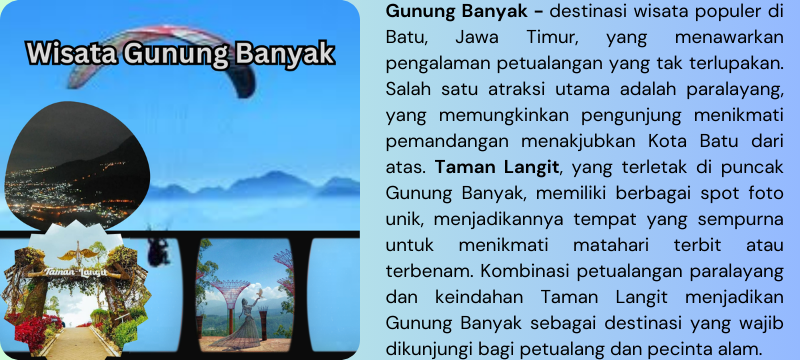 Wisata Gunung Banyak
Taman Langit
Gunung Banyak - destinasi wisata populer di
Batu, Jawa Timur, yang menawarkan
pengalaman petualangan yang tak terlupakan.
Salah satu atraksi utama adalah paralayang,
yang memungkinkan pengunjung menikmati
pemandangan menakjubkan Kota Batu dari
atas. Taman Langit, yang terletak di puncak
Gunung Banyak, memiliki berbagai spot foto
unik, menjadikannya tempat yang sempurna
untuk menikmati matahari terbit atau
terbenam. Kombinasi petualangan paralayang
dan keindahan Taman Langit menjadikan
Gunung Banyak sebagai destinasi yang wajib
dikunjungi bagi petualang dan pecinta alam.